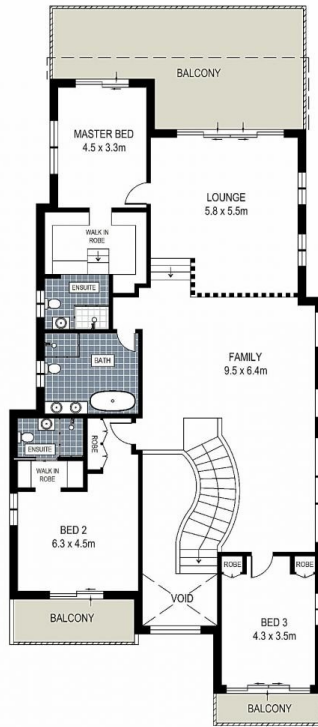 BALCONY
MASTER BED
4.5 x 3.3m
LOUNGE
5.8 x 5.5m
WALK IN
ROBE
ENSUITE
FAMILY
9.5 x 6.4m
BATH
ENSUITE
ROBE
WALK IN
ROBE
BED 2
6.3 x 4.5m
ROBE
ROBE
VOID
BED 3
4.3 x 3.5m
BALCONY
BALCONY